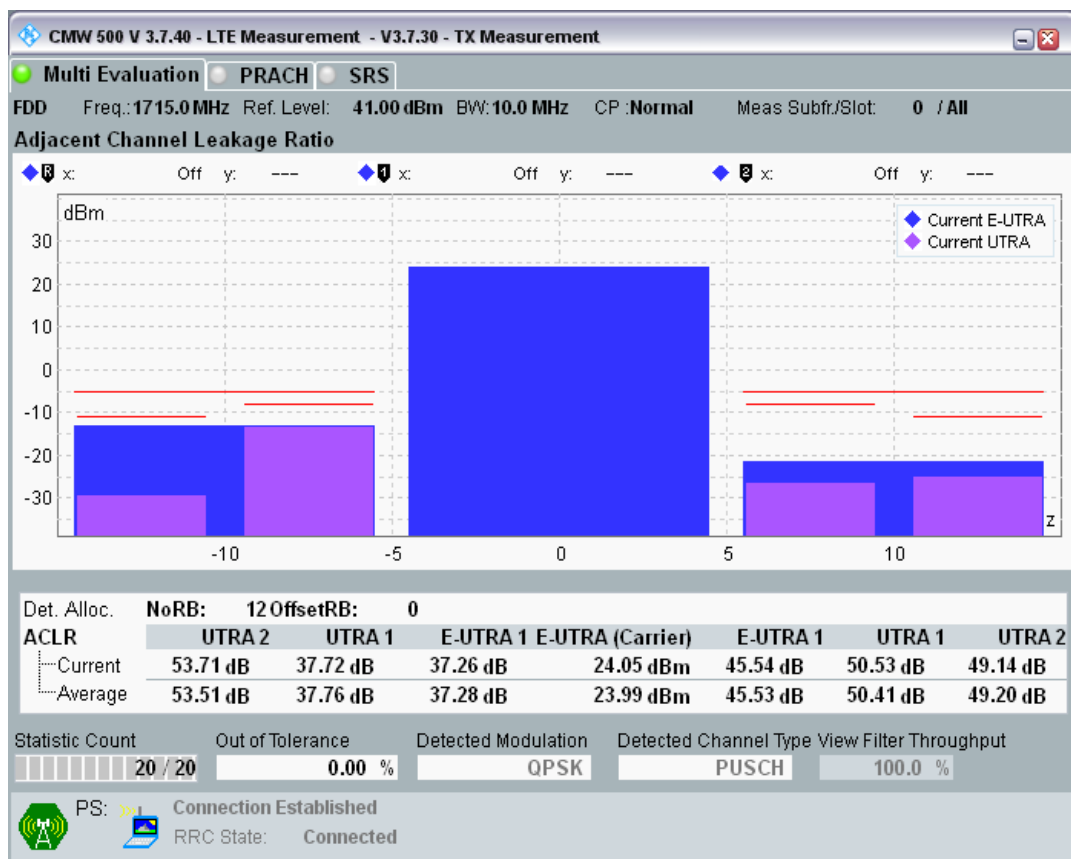 CMW 500 V 3.7.40 - LTE Measurement - V3.7.30 - TX Measurement
Multi Evaluation PRACH SRS
FDD Freq.: 1715.0 MHz Ref. Level: 41.00 dBm BW: 10.0 MHz CP :Normal Meas Subfr./Slot: 0 / All
Adjacent Channel Leakage Ratio
R x: Off y: --- 1 x: Off y: --- 2 x: Off y: ---
dBm
Current E-UTRA
Current UTRA
30
20
10
0
-10
-20
-30
z
-10 -5 0 5 10
Det. Alloc. NoRB: 12 OffsetRB: 0
ACLR UTRA 2 UTRA 1 E-UTRA 1 E-UTRA (Carrier) E-UTRA 1 UTRA 1 UTRA 2
Current 53.71 dB 37.72 dB 37.26 dB 24.05 dBm 45.54 dB 50.53 dB 49.14 dB
Average 53.51 dB 37.76 dB 37.28 dB 23.99 dBm 45.53 dB 50.41 dB 49.20 dB
Statistic Count Out of Tolerance Detected Modulation Detected Channel Type View Filter Throughput
20 / 20 0.00 % QPSK PUSCH 100.0 %
PS: Connection Established
RRC State: Connected